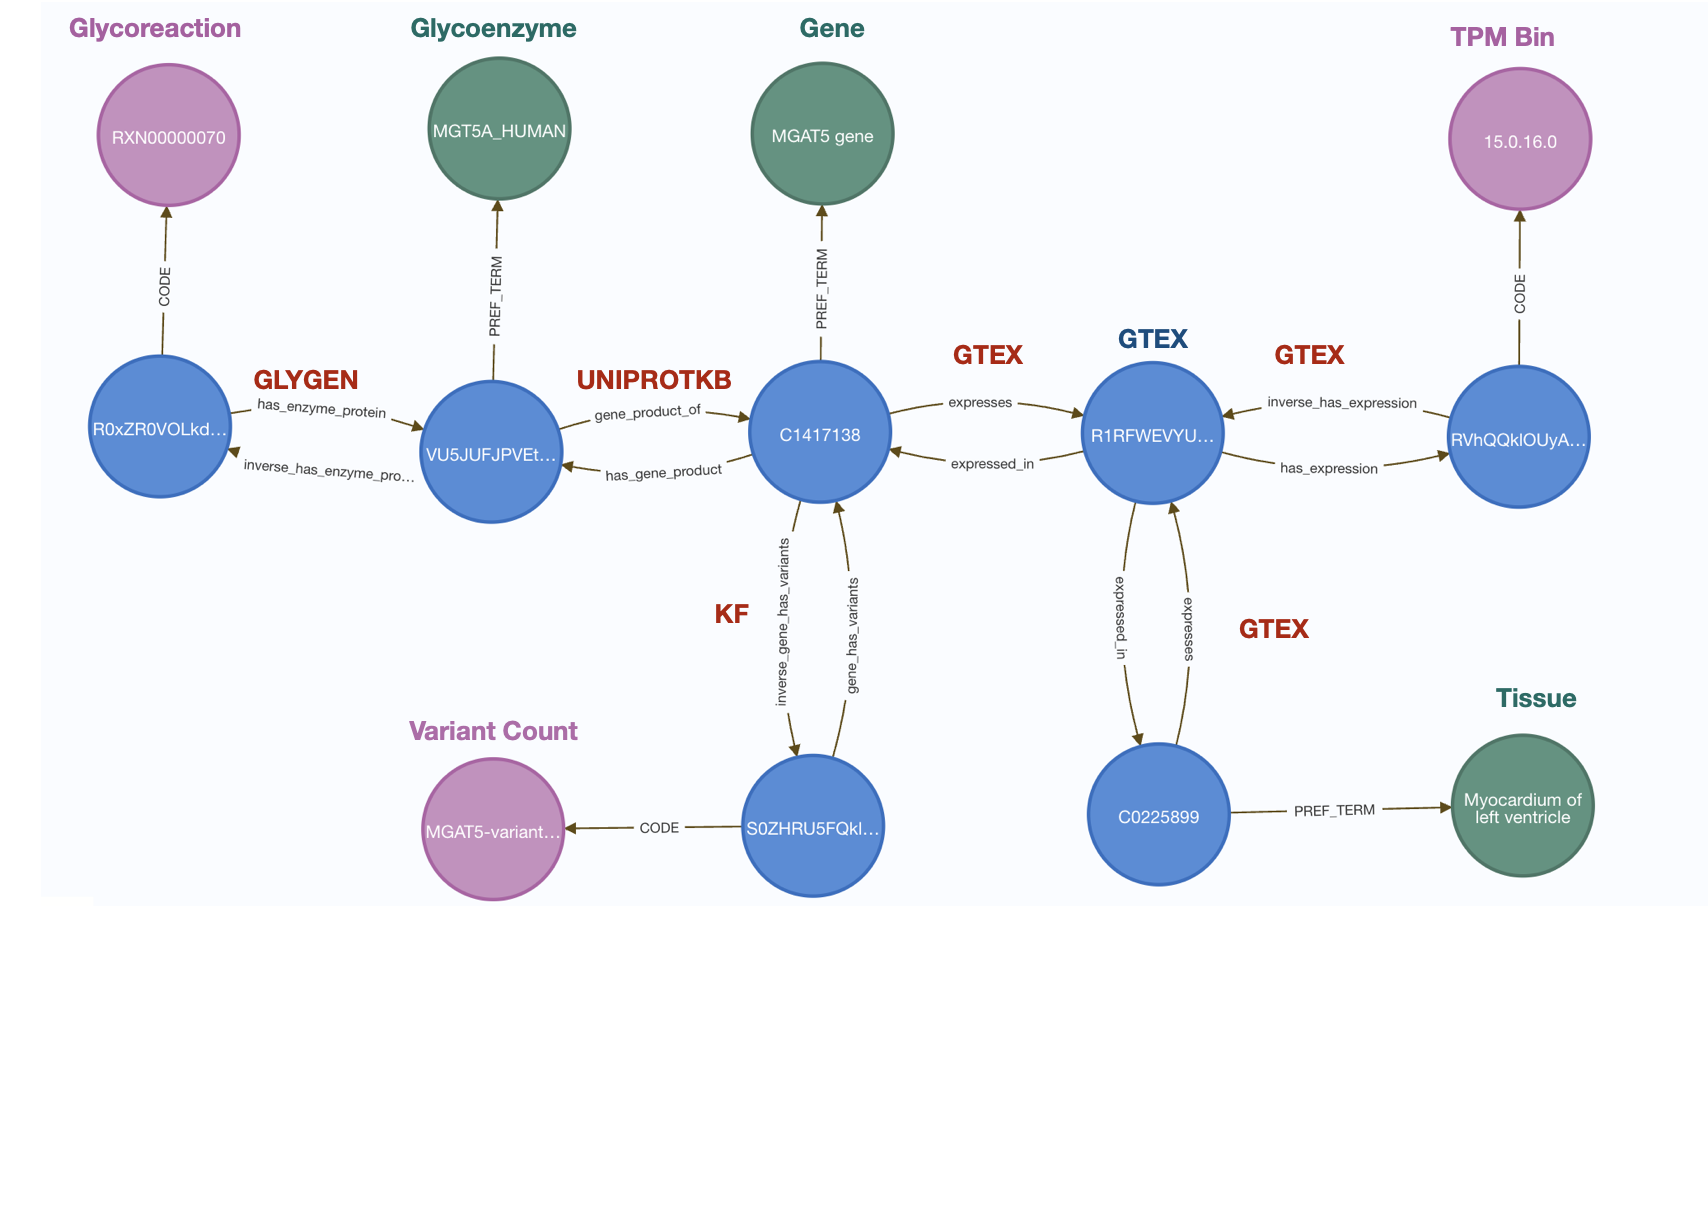 Glycoreaction
Glycoenzyme
Gene
TPM Bin
RXN00000070
MGT5A_HUMAN
MGAT5 gene
15.0.16.0
CODE
PREF_TERM
PREF_TERM
CODE
GTEX
GTEX
GTEX
GLYGEN
UNIPROTKB
has_enzyme_protein
gene_product_of
expresses
inverse_has_expression
R0xZR0VOLkd...
VU5JUFJPVEt...
C1417138
R1RFWEVYU...
RVhQQklOUyA...
inverse_has_enzyme_pro...
has_gene_product
expressed_in
has_expression
inverse_gene_has_variants
gene_has_variants
expressed_in
expresses
KF
GTEX
Tissue
Variant Count
MGAT5-variant...
CODE
S0ZHRU5FQkl...
C0225899
PREF_TERM
Myocardium of
left ventricle